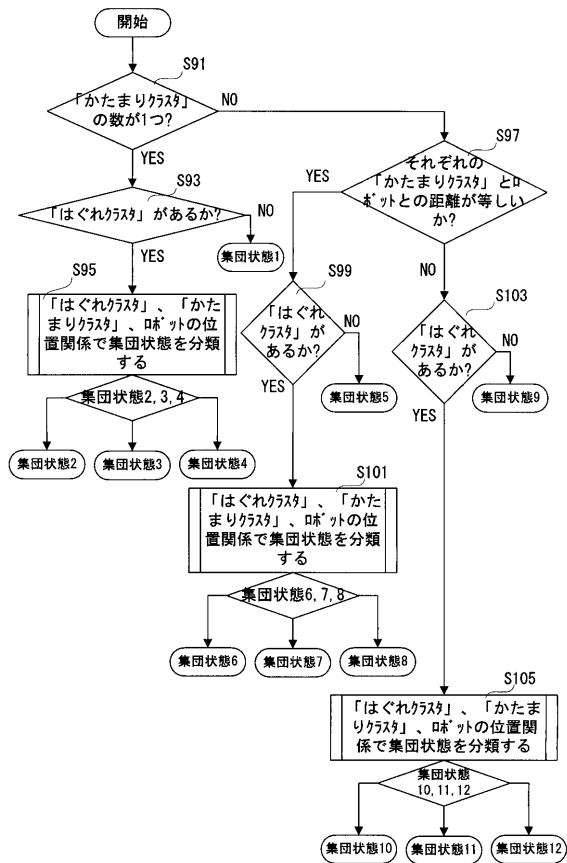 開始
S91
「かたまりｸﾗｽﾀ」
の数が1つ?
NO
YES
S97
それぞれの
「かたまりｸﾗｽﾀ」とﾛ
ﾎﾞｯﾄとの距離が等しい
か?
YES
NO
S93
「はぐれｸﾗｽﾀ」があるか?
NO
YES
集団状態1
S95
「はぐれｸﾗｽﾀ」、「かた
まりｸﾗｽﾀ」、ﾛﾎﾞｯﾄの位
置関係で集団状態を分類
する
集団状態2,3,4
集団状態2
集団状態3
集団状態4
S99
「はぐれ
ｸﾗｽﾀ」が
あるか?
NO
YES
集団状態5
S103
「はぐれ
ｸﾗｽﾀ」が
あるか?
NO
YES
集団状態9
S101
「はぐれｸﾗｽﾀ」、「かた
まりｸﾗｽﾀ」、ﾛﾎﾞｯﾄの位
置関係で集団状態を分類
する
集団状態6,7,8
集団状態6
集団状態7
集団状態8
S105
「はぐれｸﾗｽﾀ」、「かたま
りｸﾗｽﾀ」、ﾛﾎﾞｯﾄの位置関
係で集団状態を分類する
集団状態
10,11,12
集団状態10
集団状態11
集団状態12